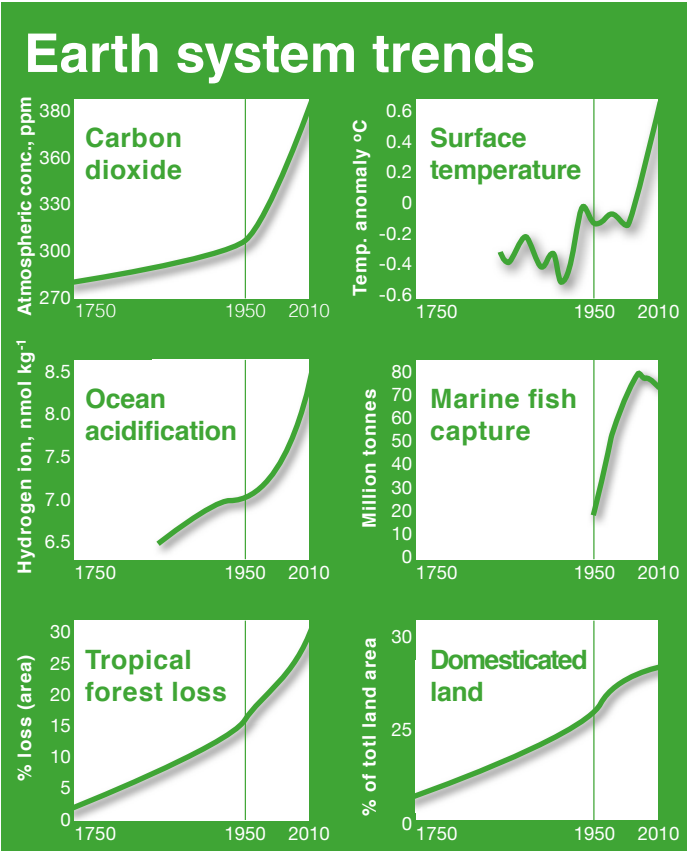 Earth system trends
Atmospheric conc., ppm
380
360
330
300
270
Carbon
dioxide
1750 1950 2010
Temp. anomaly ºC
0.6
0.4
0.2
0
-0.2
-0.4
-0.6
Surface
temperature
1750 1950 2010
Hydrogen ion, nmol kg-1
8.5
8.0
7.5
7.0
6.5
Ocean
acidification
1750 1950 2010
Million tonnes
80
70
60
50
40
30
20
10
0
Marine fish
capture
1750 1950 2010
% loss (area)
30
25
20
15
10
5
0
Tropical
forest loss
1750 1950 2010
% of totl land area
30
25
0
Domesticated
land
1750 1950 2010